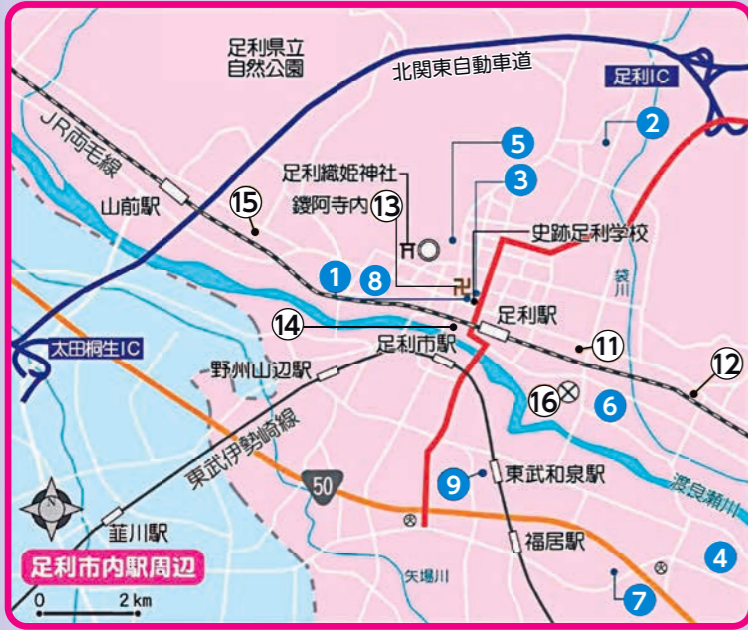 足利県立
自然公園
北関東自動車道
足利IC
JR両毛線
②
⑤
足利織姫神社
③
山前駅
⑮
鑁阿寺内
⑬
史跡足利学校
袋川
①
⑧
足利駅
⑭
足利市駅
⑪
太田桐生IC
野州山辺駅
⑫
⑯
⑥
東武伊勢崎線
50
⑨
東武和泉駅
渡良瀬川
N
韮川駅
福居駅
④
足利市内駅周辺
矢場川
⑦
0 2km